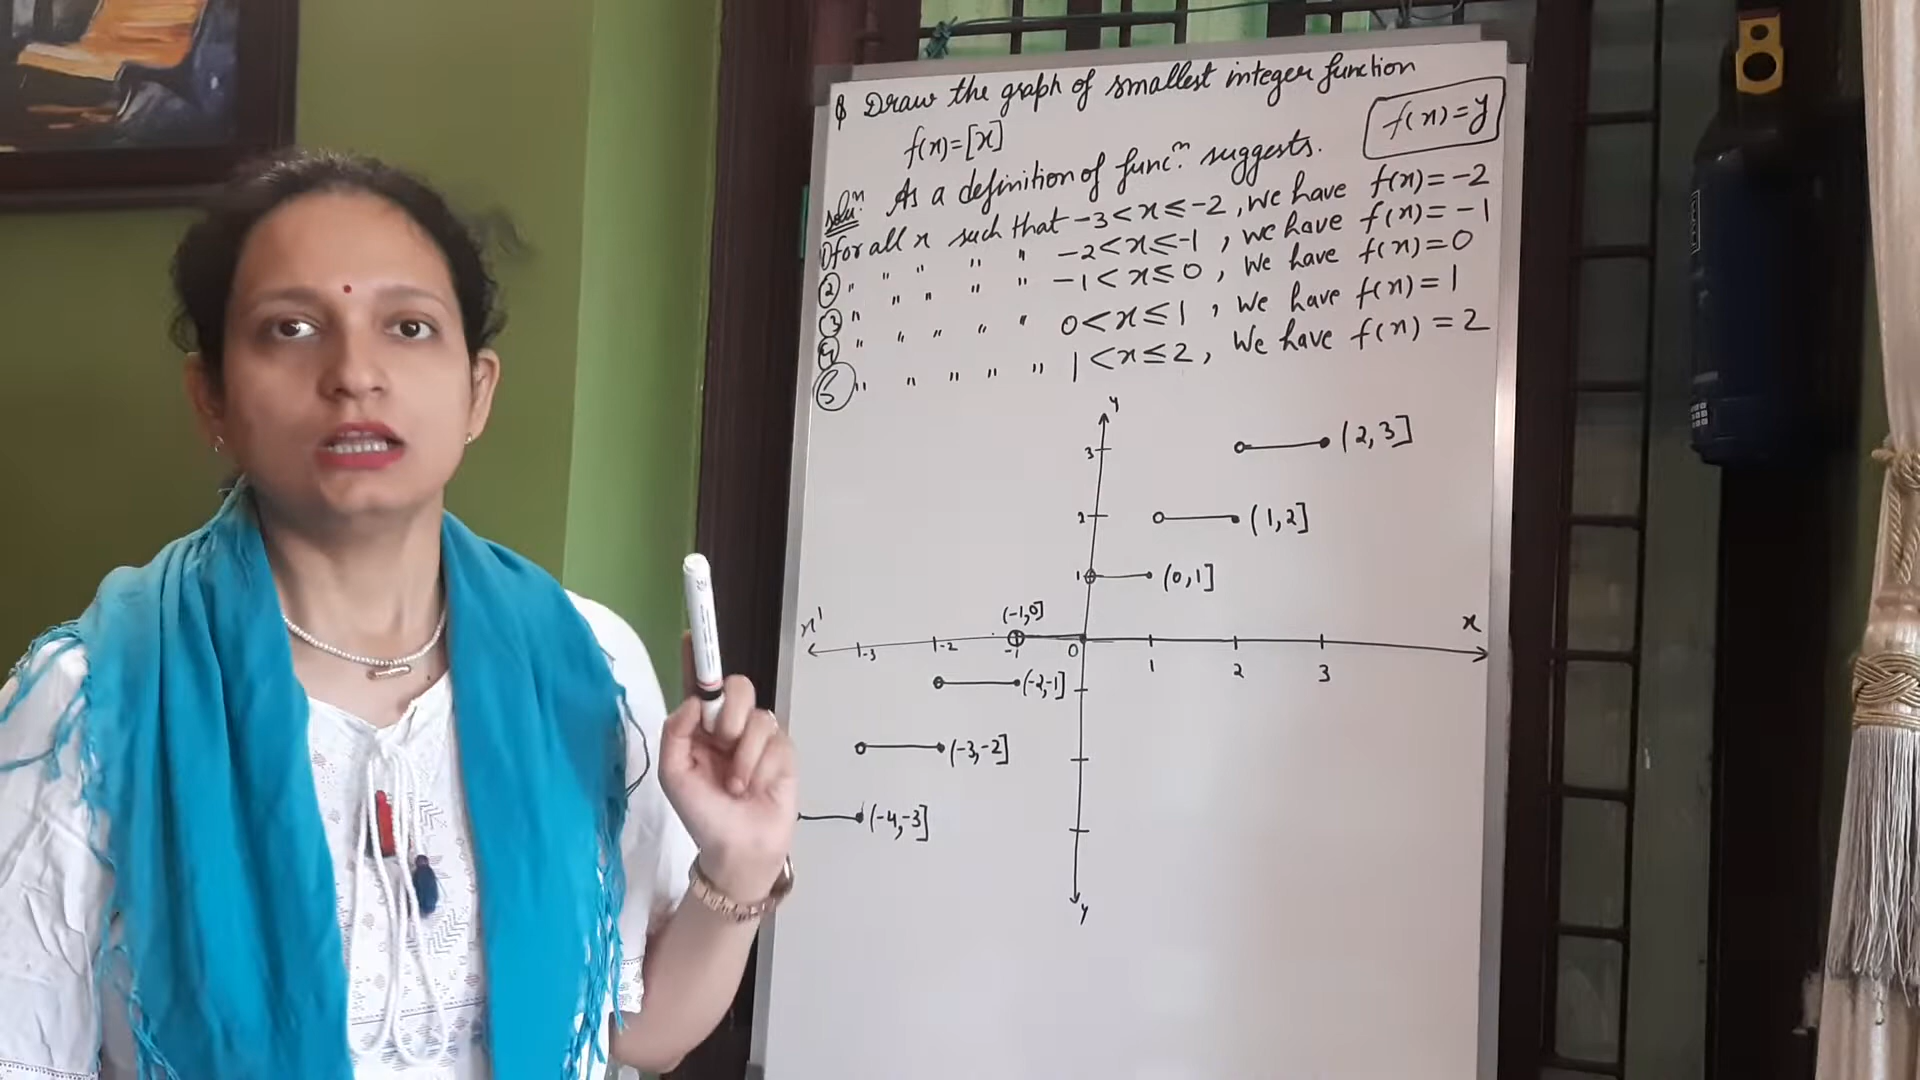 Q Draw the graph of smallest integer function
f(x)=[x]
f(x)=y
solⁿ: As a definition of funcⁿ. suggests.
① for all x such that -3<x≤-2, we have f(x)=-2
② " " " " " -2<x≤-1, we have f(x)=-1
③ " " " " " -1<x≤0, we have f(x)=0
④ " " " " " 0<x≤1, We have f(x)=1
⑤ " " " " " 1<x≤2, We have f(x)=2
y
3 (2,3]
2 (1,2]
1 (0,1]
(-1,0]
x' x
-3 -2 -1 0 1 2 3
(-2,-1]
(-3,-2]
(-4,-3]
y